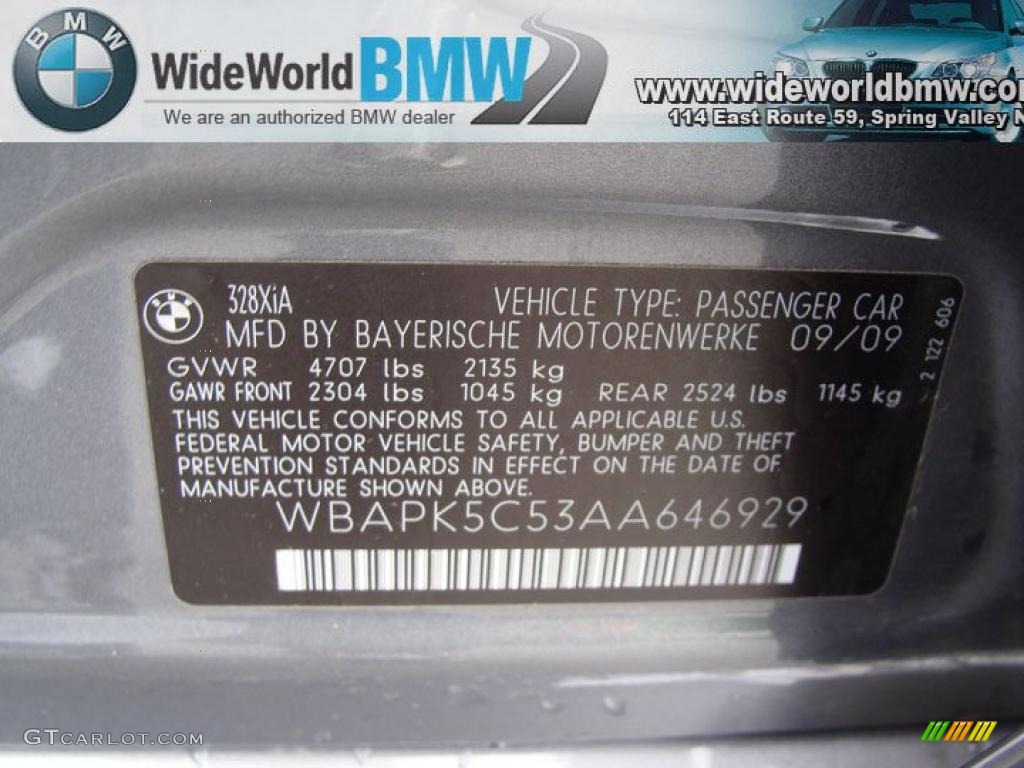 BMW
WideWorldBMW
We are an authorized BMW dealer
www.wideworldbmw.co
114 East Route 59, Spring Valley N
BMW
328XiA
VEHICLE TYPE: PASSENGER CAR
MFD BY BAYERISCHE MOTORENWERKE 09/09
GVWR 4707 lbs 2135 kg
GAWR FRONT 2304 lbs 1045 kg REAR 2524 lbs 1145 kg
2 122 606
THIS VEHICLE CONFORMS TO ALL APPLICABLE U.S.
FEDERAL MOTOR VEHICLE SAFETY, BUMPER AND THEFT
PREVENTION STANDARDS IN EFFECT ON THE DATE OF
MANUFACTURE SHOWN ABOVE.
WBAPK5C53AA646929
GTCARLOT.COM